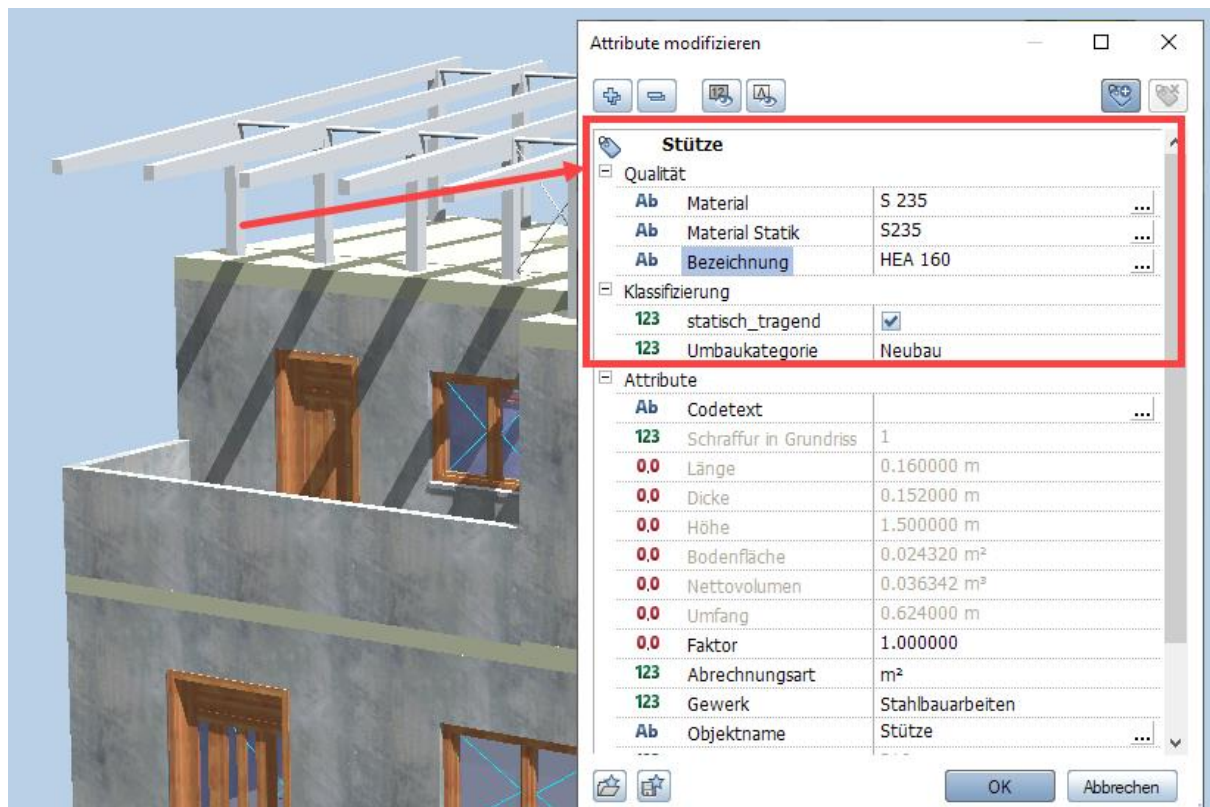 Attribute modifizieren
Stütze
Qualität
Ab Material S 235 ...
Ab Material Statik S235 ...
Ab Bezeichnung HEA 160 ...
Klassifizierung
123 statisch_tragend
123 Umbaukategorie Neubau
Attribute
Ab Codetext ...
123 Schraffur in Grundriss 1
0,0 Länge 0.160000 m
0,0 Dicke 0.152000 m
0,0 Höhe 1.500000 m
0,0 Bodenfläche 0.024320 m²
0,0 Nettovolumen 0.036342 m³
0,0 Umfang 0.624000 m
0,0 Faktor 1.000000
123 Abrechnungsart m²
123 Gewerk Stahlbauarbeiten
Ab Objektname Stütze ...
OK Abbrechen